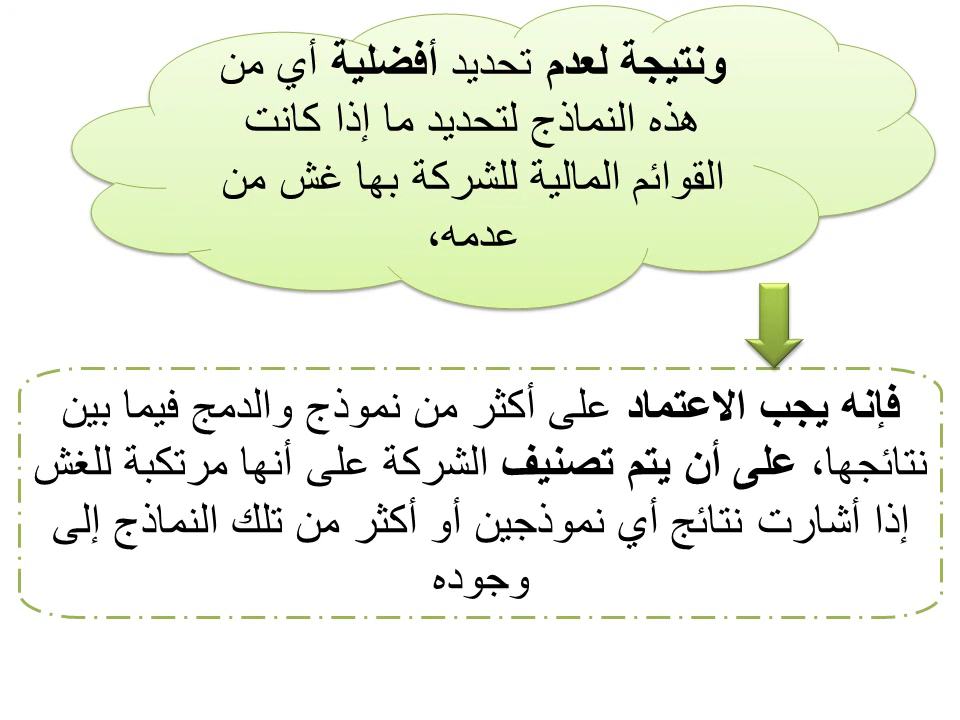 ونتيجة لعدم تحديد أفضلية أي من
هذه النماذج لتحديد ما إذا كانت
القوائم المالية للشركة بها غش من
عدمه،
فإنه يجب الاعتماد على أكثر من نموذج والدمج فيما بين
نتائجها، على أن يتم تصنيف الشركة على أنها مرتكبة للغش
إذا أشارت نتائج أي نموذجين أو أكثر من تلك النماذج إلى
وجوده